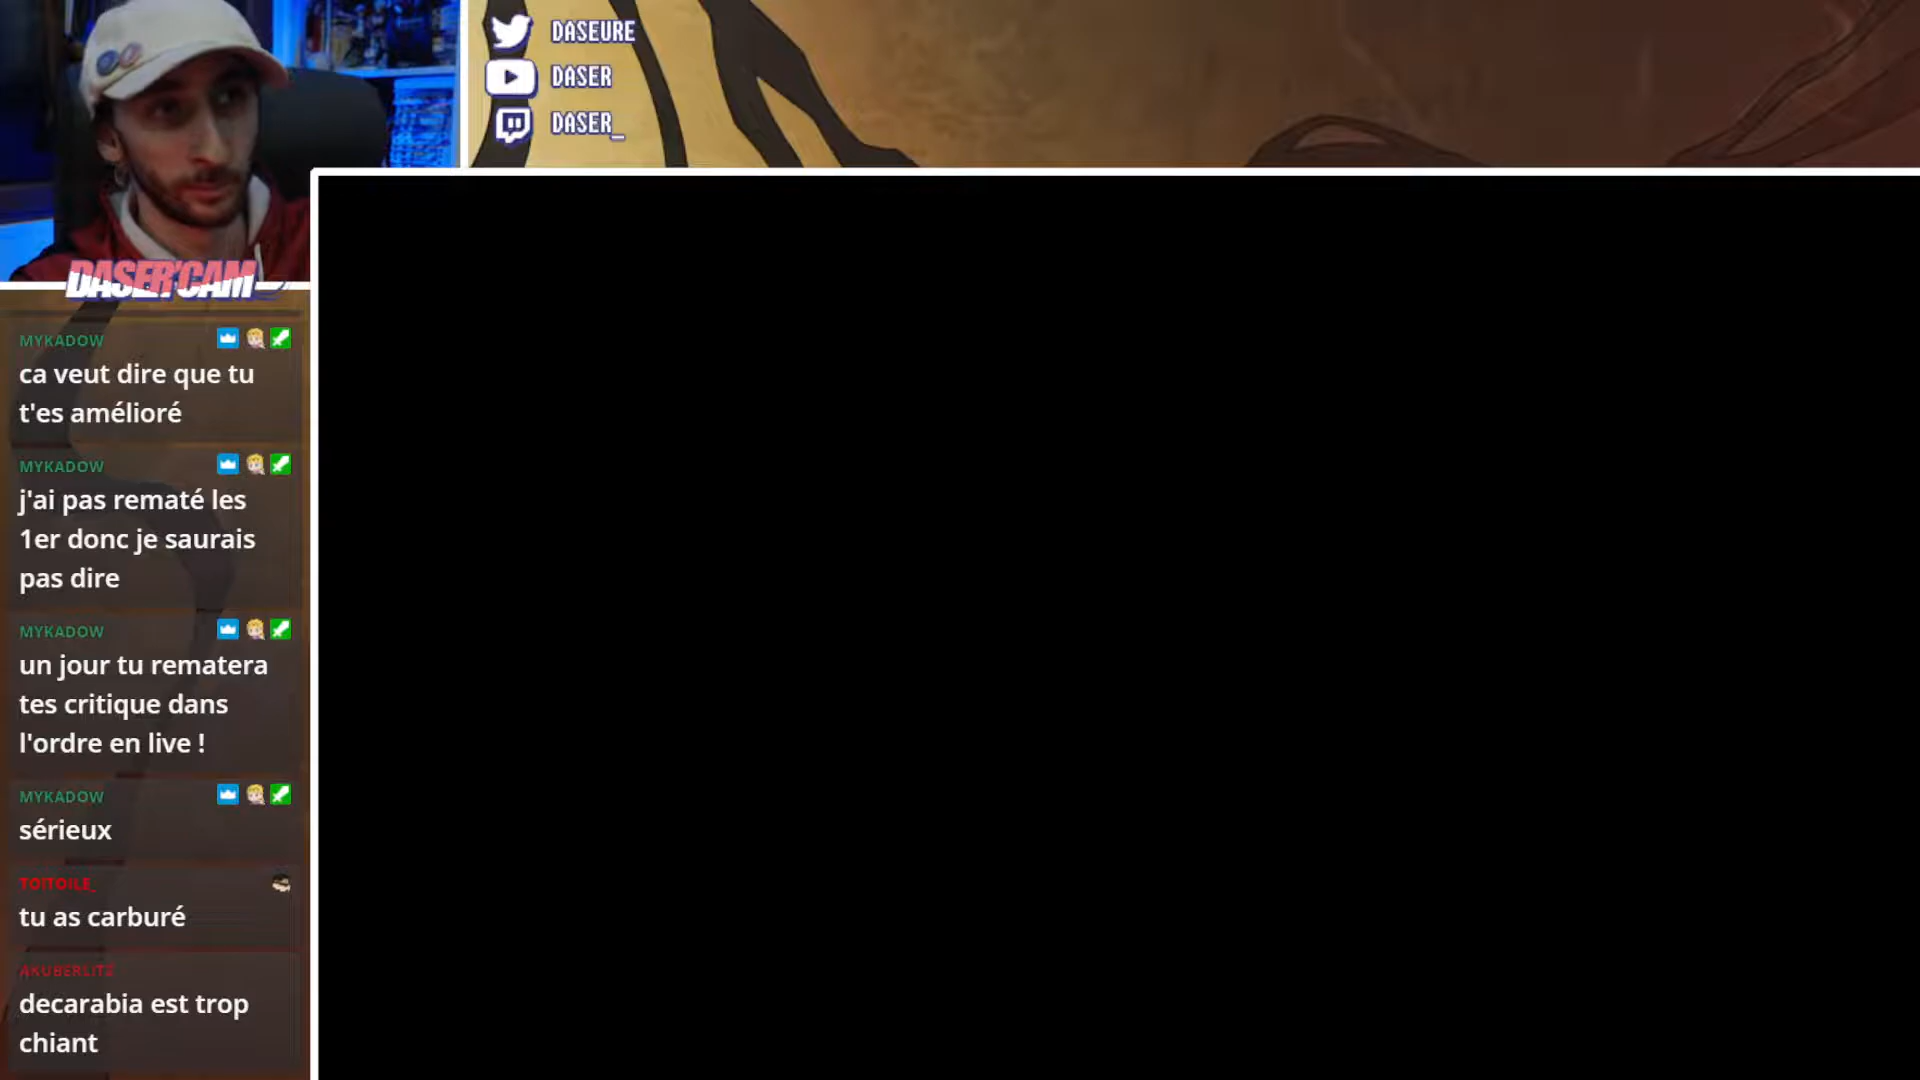 DASEURE
DASER
DASER_
DASER'CAM
MYKADOW
ca veut dire que tu
t'es amélioré
MYKADOW
j'ai pas rematé les
1er donc je saurais
pas dire
MYKADOW
un jour tu rematera
tes critique dans
l'ordre en live !
MYKADOW
sérieux
TOITOILE_
tu as carburé
AKUBERLITZ
decarabia est trop
chiant